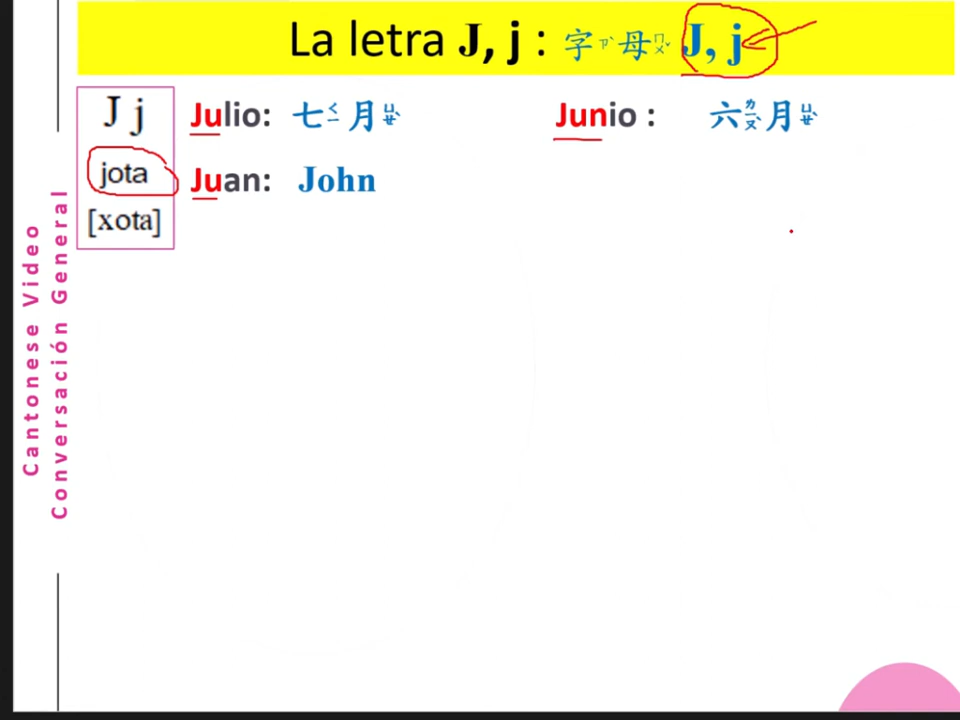 La letra J, j : 字ㄗˋ母ㄇㄨˇ J, j
J j
jota
[xota]
Julio: 七ㄑㄧ月ㄩㄝˋ
Junio : 六ㄌㄧㄡˋ月ㄩㄝˋ
Juan: John
Cantonese Video
Conversación General